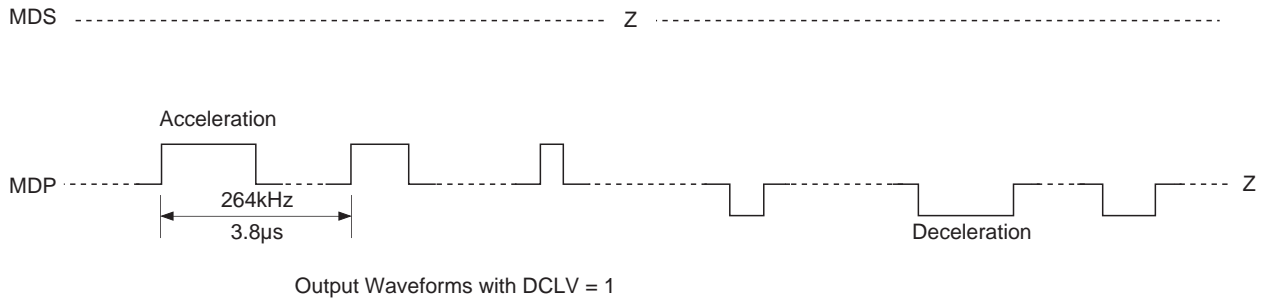 MDS Z
Acceleration
MDP Z
264kHz
3.8µs
Deceleration
Output Waveforms with DCLV = 1